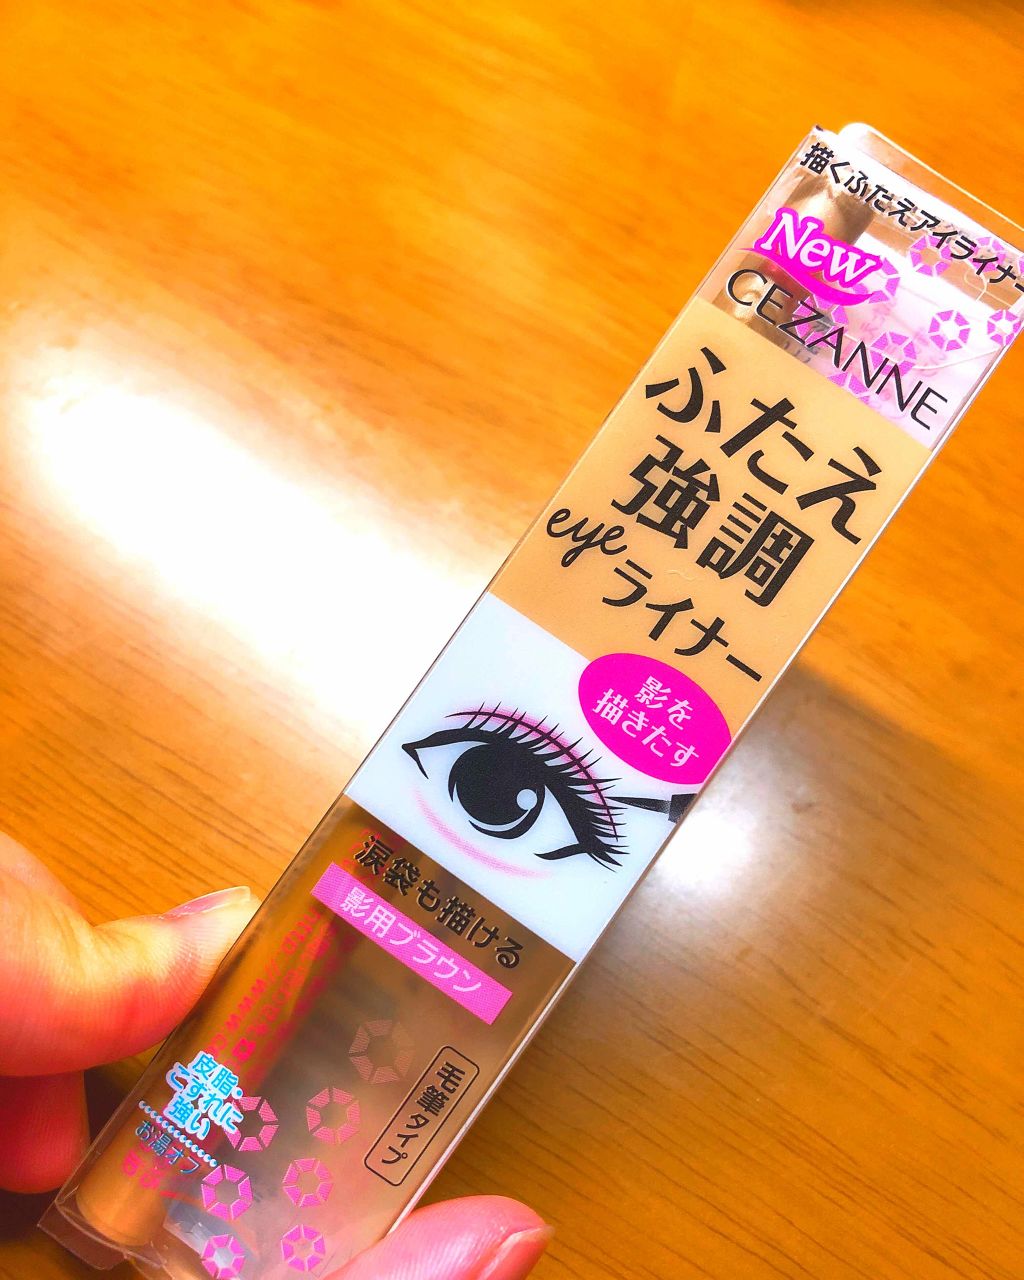 描くふたえアイライナー
New
CEZANNE
ふたえ
強調
eyeライナー
影を
描きたす
涙袋も描ける
影用ブラウン
毛筆タイプ
皮脂・
こすれに
強い
お湯オフ